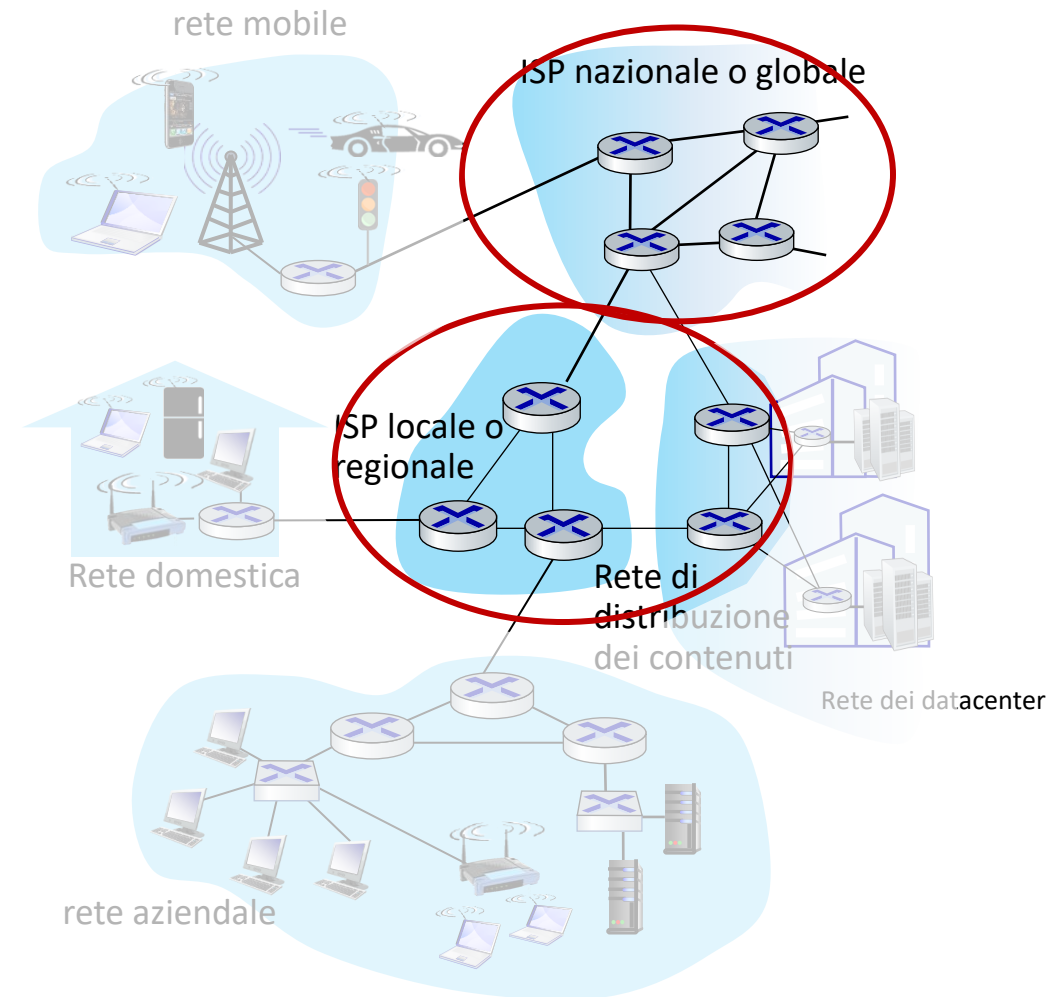 rete mobile
ISP nazionale o globale
ISP locale o
regionale
Rete domestica
Rete di
distribuzione
dei contenuti
Rete dei datacenter
rete aziendale